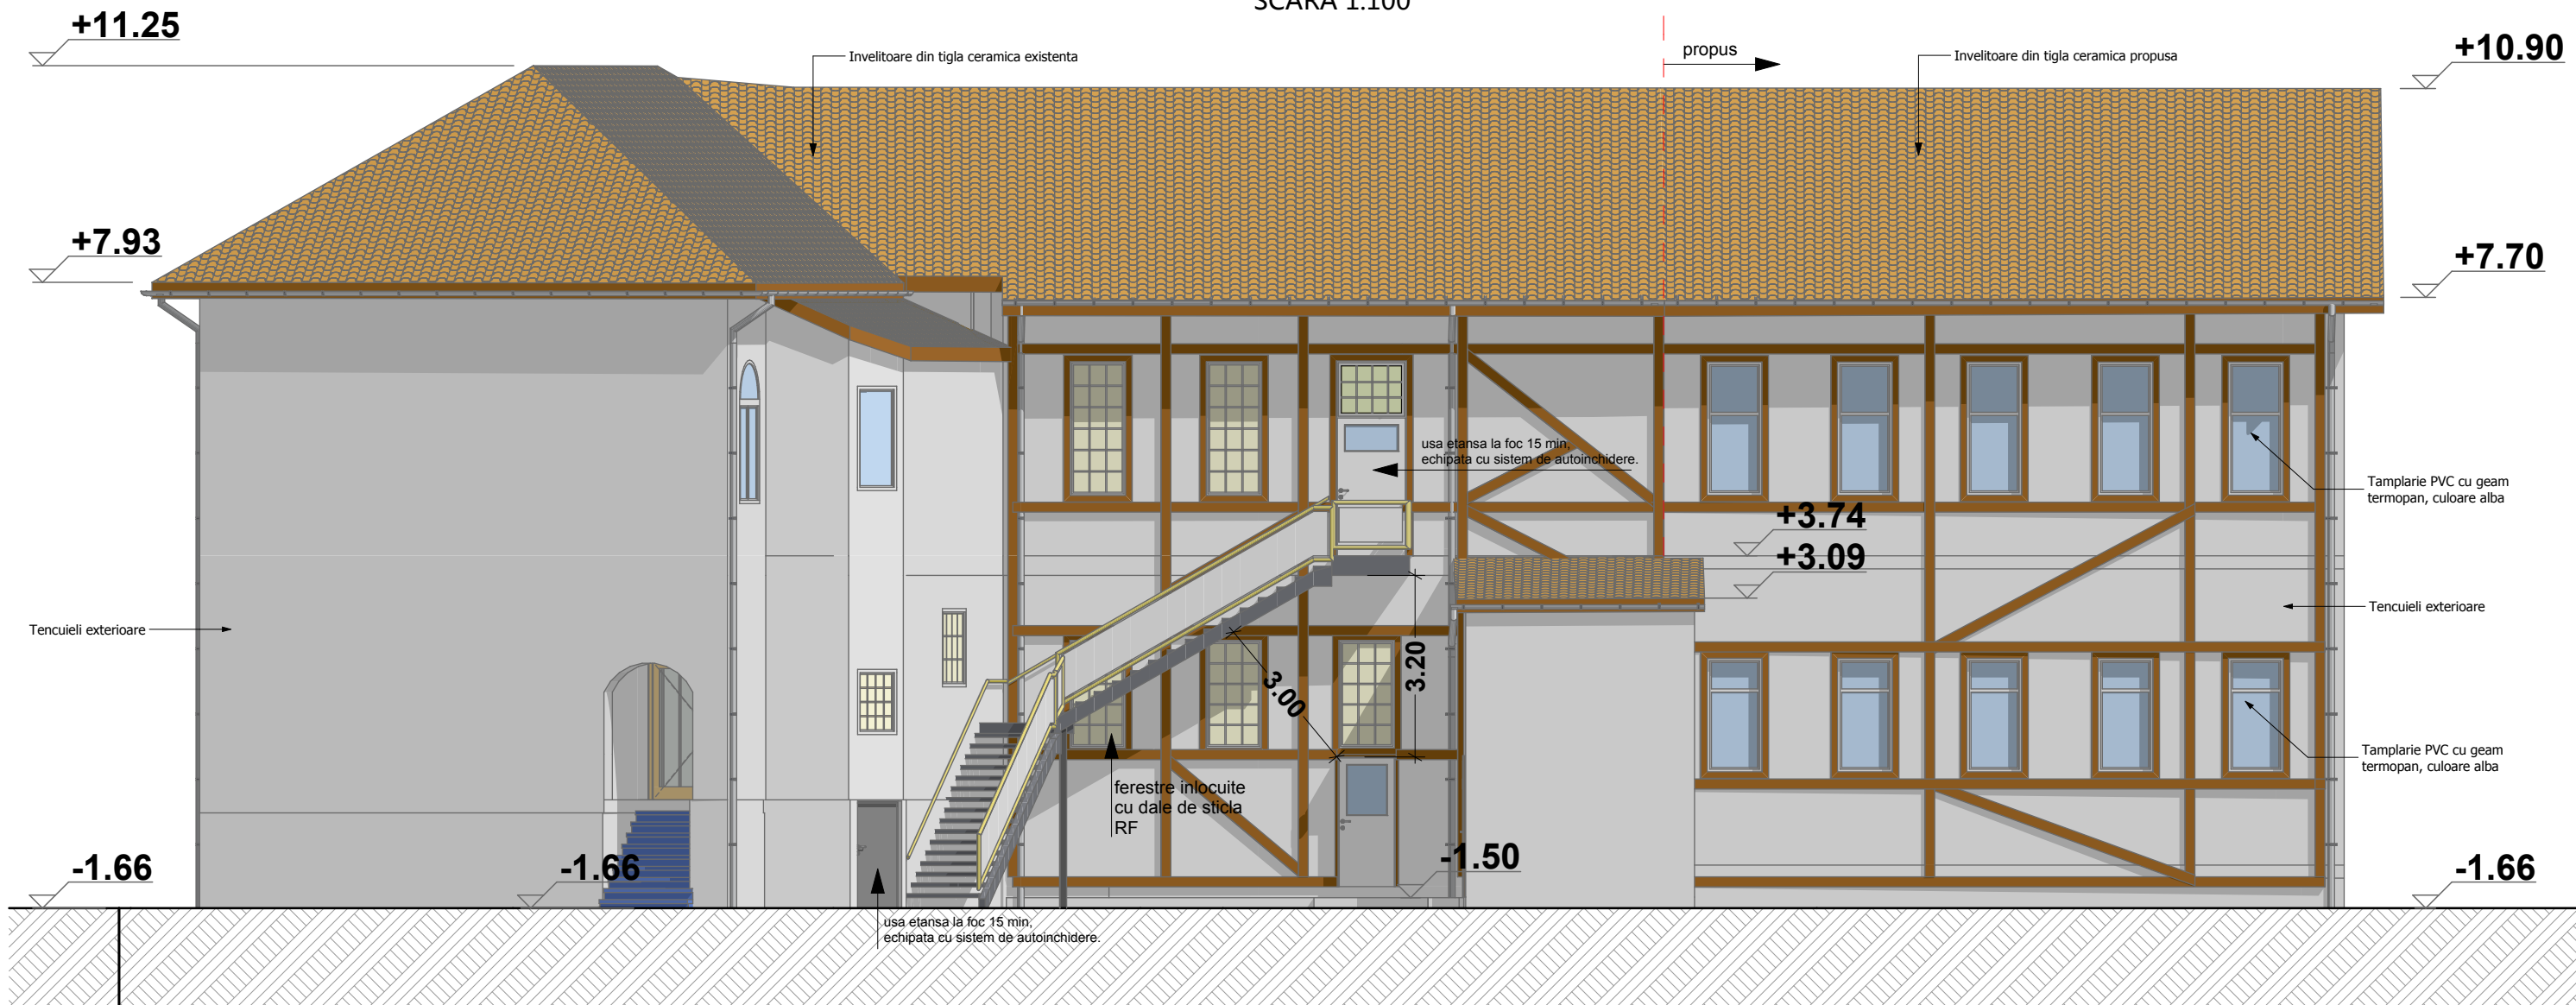 SCARA 1:100
+11.25
Invelitoare din tigla ceramica existenta
propus
Invelitoare din tigla ceramica propusa
+10.90
+7.93
+7.70
usa etansa la foc 15 min,
echipata cu sistem de autoinchidere.
Tamplarie PVC cu geam
termopan, culoare alba
+3.74
+3.09
Tencuieli exterioare
Tencuieli exterioare
3.20
3.00
Tamplarie PVC cu geam
termopan, culoare alba
ferestre inlocuite
cu dale de sticla
RF
-1.66
-1.66
-1.50
-1.66
usa etansa la foc 15 min,
echipata cu sistem de autoinchidere.